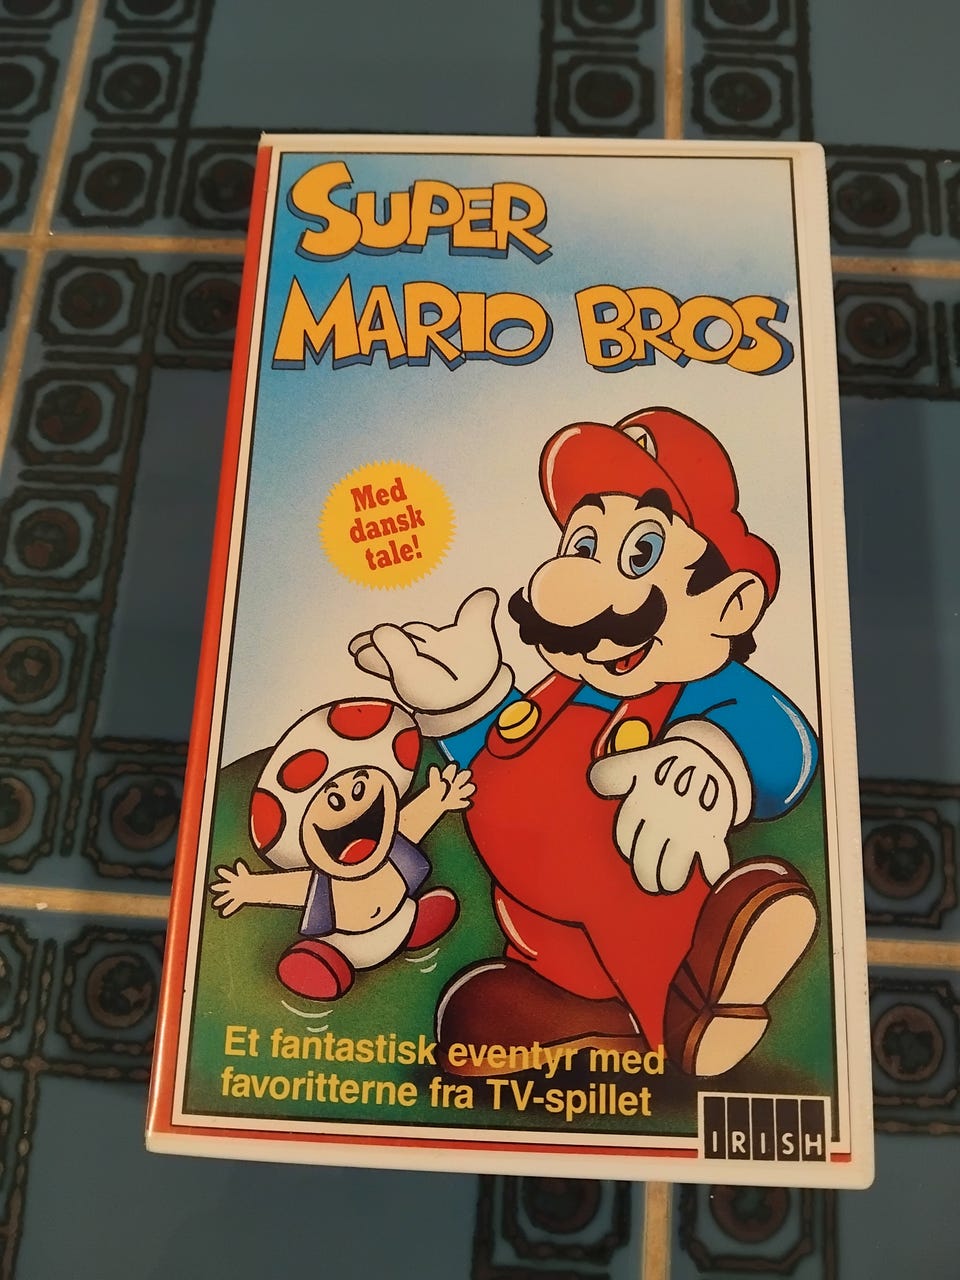 SUPER
MARIO BROS
Med
dansk
tale!
Et fantastisk eventyr med
favoritterne fra TV-spillet
IRISH